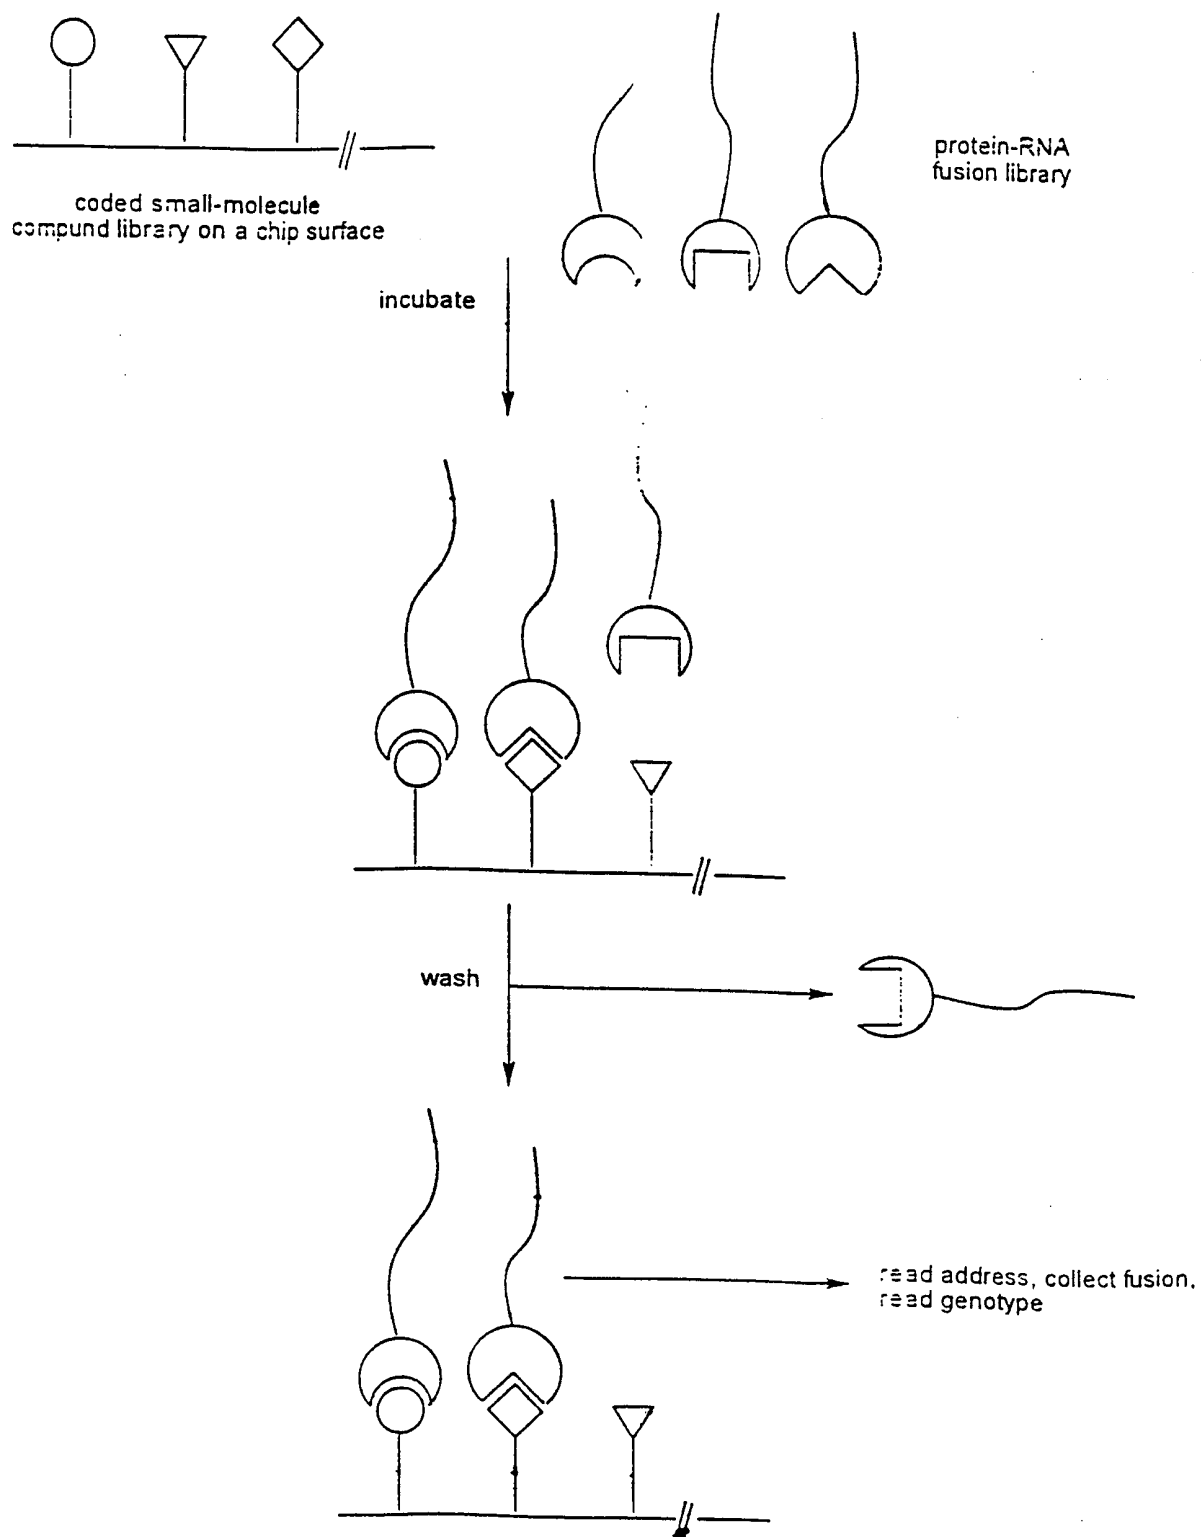 coded small-molecule
compund library on a chip surface
protein-RNA
fusion library
incubate
wash
read address, collect fusion,
read genotype